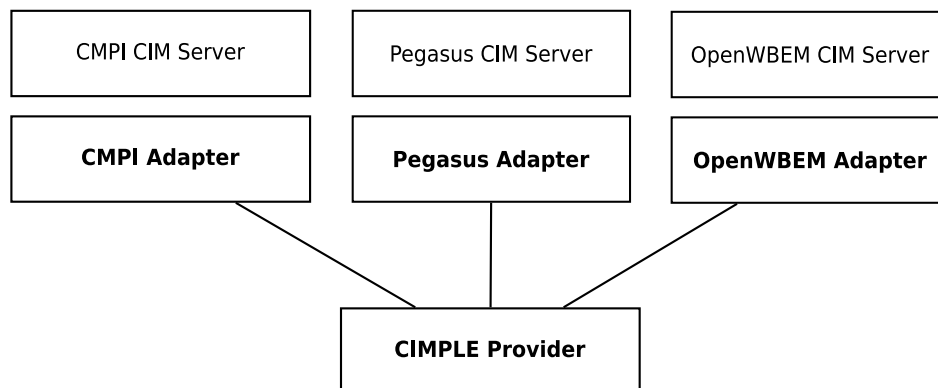 CMPI CIM Server
Pegasus CIM Server
OpenWBEM CIM Server
CMPI Adapter
Pegasus Adapter
OpenWBEM Adapter
CIMPLE Provider